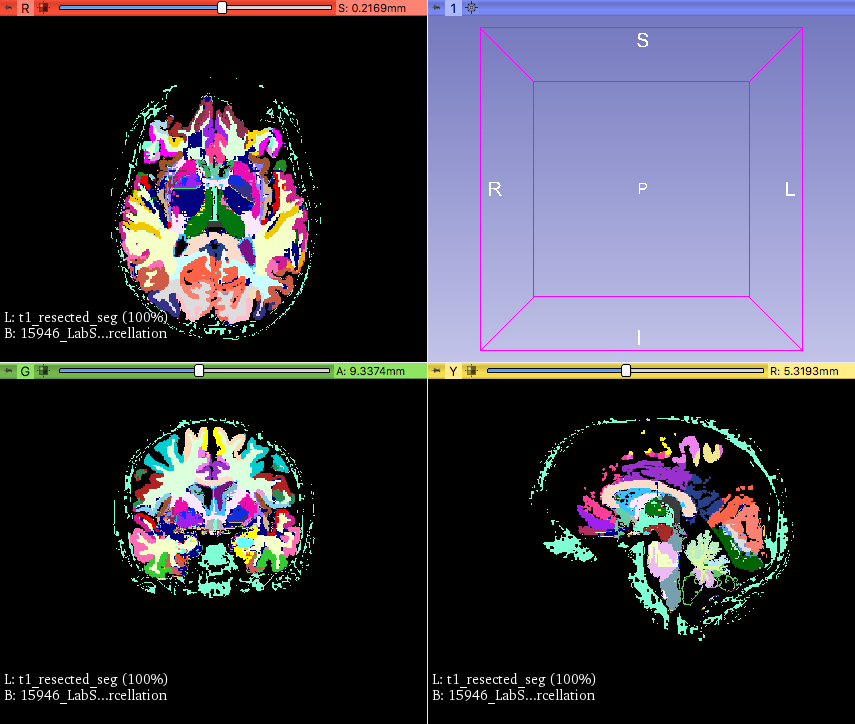 R S: 0.2169mm
L: t1_resected_seg (100%)
B: 15946_LabS...rcellation
1
S
R P L
I
G A: 9.3374mm
L: t1_resected_seg (100%)
B: 15946_LabS...rcellation
Y R: 5.3193mm
L: t1_resected_seg (100%)
B: 15946_LabS...rcellation